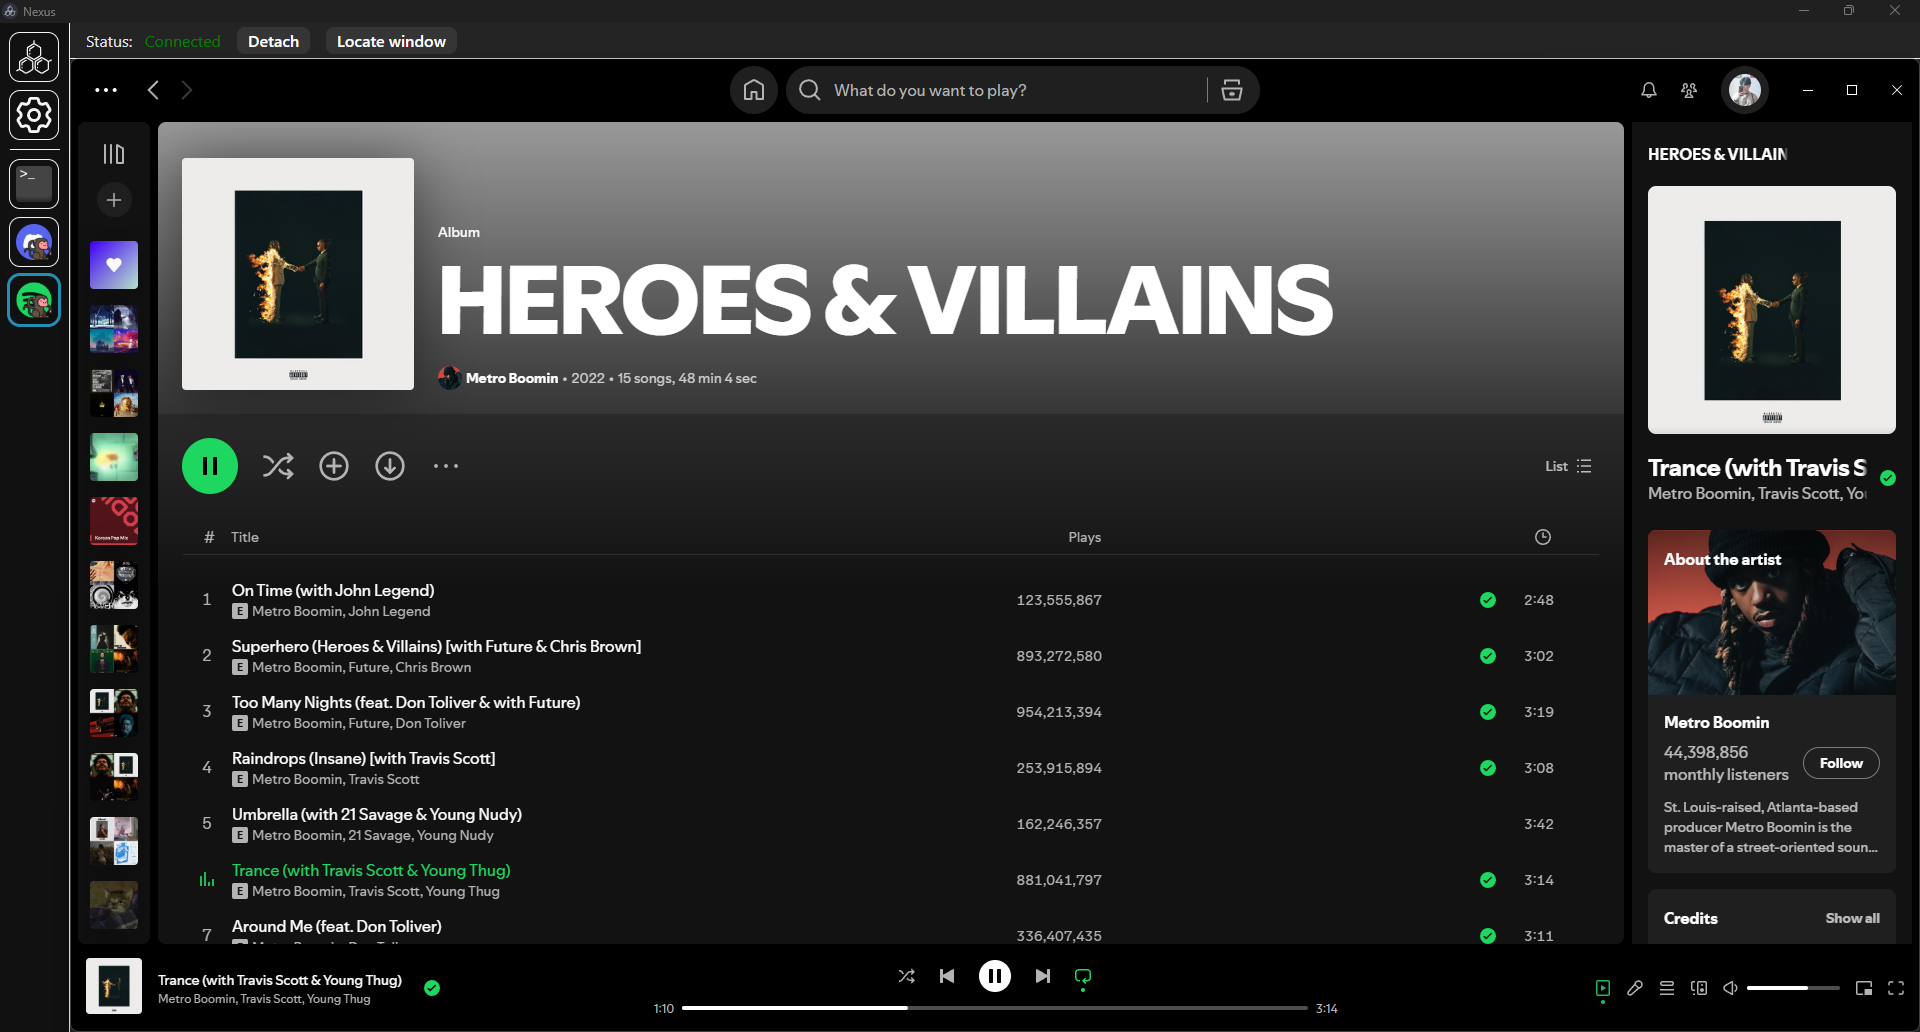 Nexus
Status: Connected Detach Locate window
What do you want to play?
Korean Pop Mix
Album
HEROES & VILLAINS
Metro Boomin • 2022 • 15 songs, 48 min 4 sec
List
# Title Plays
1 On Time (with John Legend) 123,555,867 2:48
E Metro Boomin, John Legend
2 Superhero (Heroes & Villains) [with Future & Chris Brown] 893,272,580 3:02
E Metro Boomin, Future, Chris Brown
3 Too Many Nights (feat. Don Toliver & with Future) 954,213,394 3:19
E Metro Boomin, Future, Don Toliver
4 Raindrops (Insane) [with Travis Scott] 253,915,894 3:08
E Metro Boomin, Travis Scott
5 Umbrella (with 21 Savage & Young Nudy) 162,246,357 3:42
E Metro Boomin, 21 Savage, Young Nudy
Trance (with Travis Scott & Young Thug) 881,041,797 3:14
E Metro Boomin, Travis Scott, Young Thug
7 Around Me (feat. Don Toliver) 336,407,435 3:11
HEROES & VILLAIN
Trance (with Travis S
Metro Boomin, Travis Scott, You
About the artist
Metro Boomin
44,398,856
monthly listeners
Follow
St. Louis-raised, Atlanta-based
producer Metro Boomin is the
master of a street-oriented soun...
Credits Show all
Trance (with Travis Scott & Young Thug)
Metro Boomin, Travis Scott, Young Thug
1:10 3:14